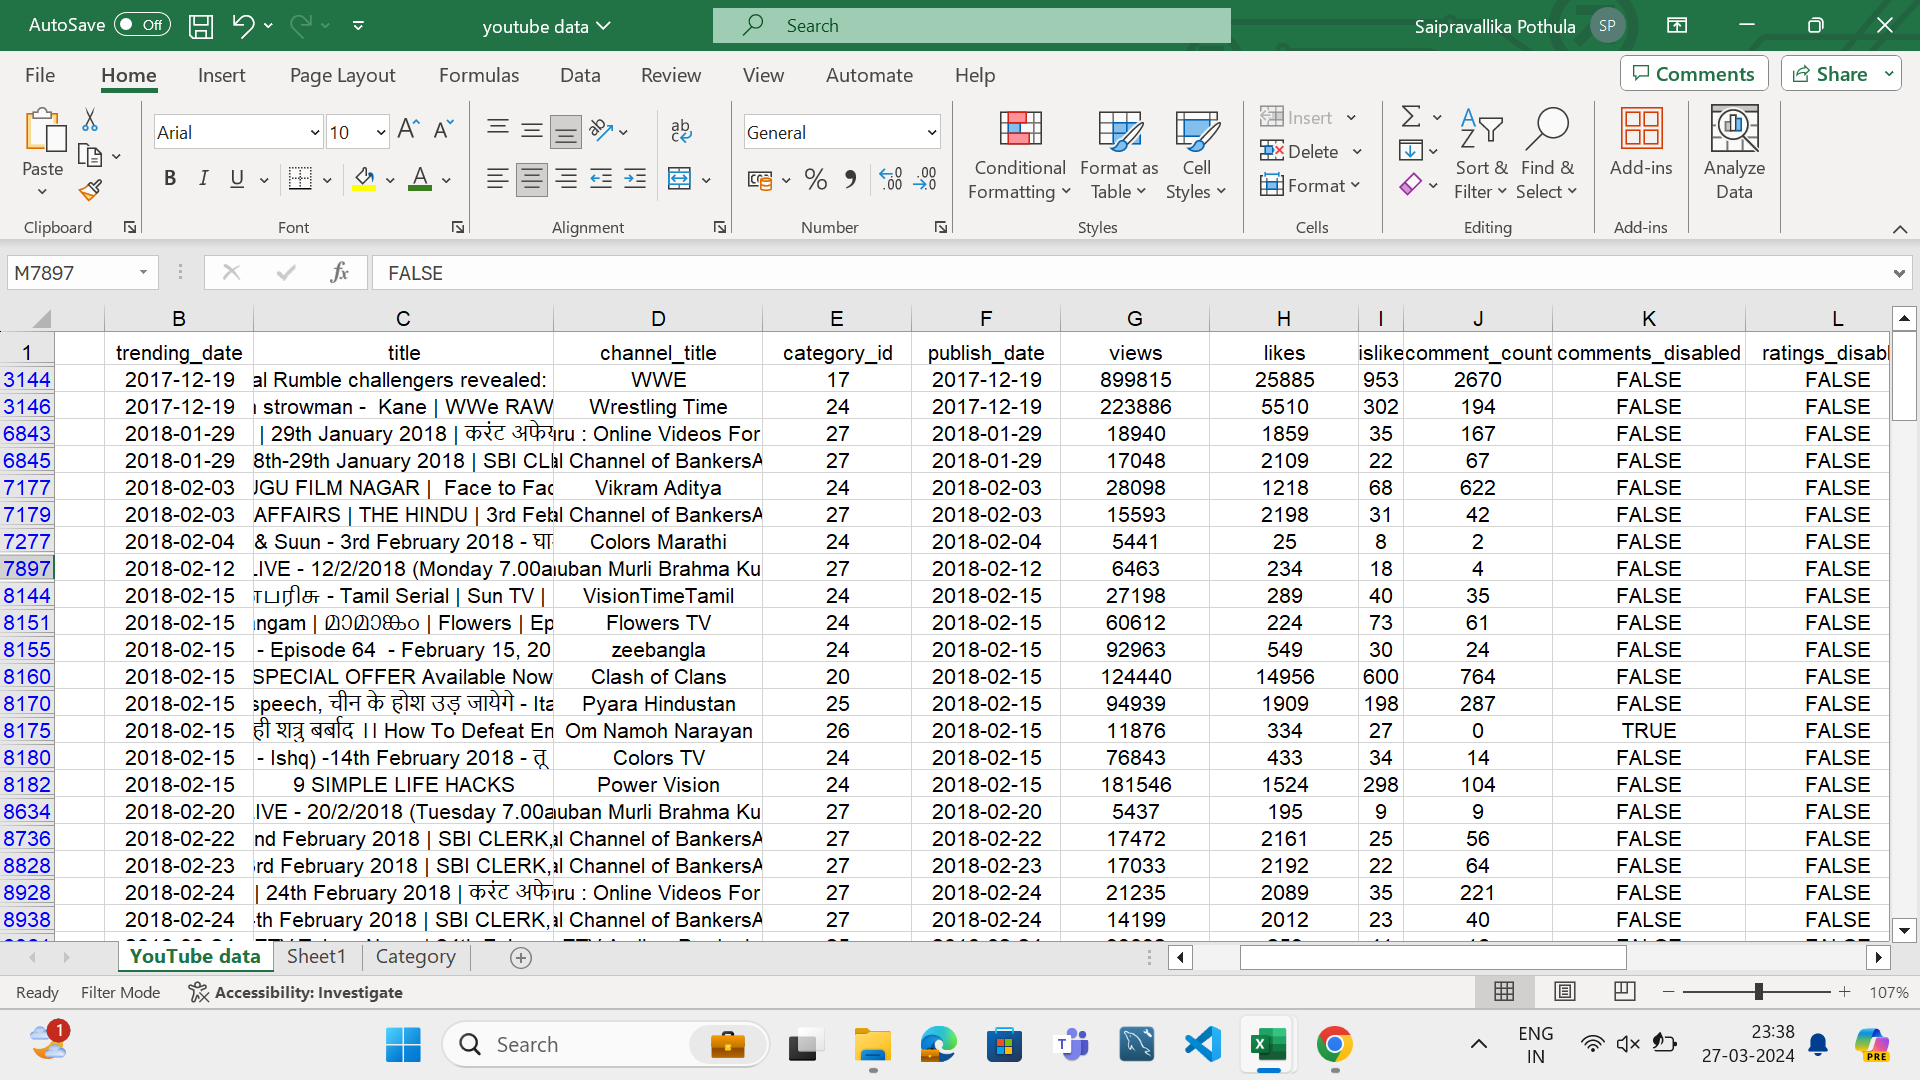 AutoSave Off youtube data Search Saipravallika Pothula SP
File Home Insert Page Layout Formulas Data Review View Automate Help Comments Share
Paste Arial 10 General Conditional Formatting Format as Table Cell Styles Insert Delete Format Sort & Filter Find & Select Add-ins Analyze Data
Clipboard Font Alignment Number Styles Cells Editing Add-ins
M7897 fx FALSE
B C D E F G H I J K L
1 trending_date title channel_title category_id publish_date views likes islike comment_count comments_disabled ratings_disabl
3144 2017-12-19 al Rumble challengers revealed: WWE 17 2017-12-19 899815 25885 953 2670 FALSE FALSE
3146 2017-12-19 strowman - Kane | WWe RAW Wrestling Time 24 2017-12-19 223886 5510 302 194 FALSE FALSE
6843 2018-01-29 | 29th January 2018 | करंट अफे ru : Online Videos For 27 2018-01-29 18940 1859 35 167 FALSE FALSE
6845 2018-01-29 8th-29th January 2018 | SBI CL al Channel of BankersA 27 2018-01-29 17048 2109 22 67 FALSE FALSE
7177 2018-02-03 UGU FILM NAGAR | Face to Fac Vikram Aditya 24 2018-02-03 28098 1218 68 622 FALSE FALSE
7179 2018-02-03 AFFAIRS | THE HINDU | 3rd Feb al Channel of BankersA 27 2018-02-03 15593 2198 31 42 FALSE FALSE
7277 2018-02-04 & Suun - 3rd February 2018 - घा Colors Marathi 24 2018-02-04 5441 25 8 2 FALSE FALSE
7897 2018-02-12 LIVE - 12/2/2018 (Monday 7.00a uban Murli Brahma Ku 27 2018-02-12 6463 234 18 4 FALSE FALSE
8144 2018-02-15 பரிசு - Tamil Serial | Sun TV | VisionTimeTamil 24 2018-02-15 27198 289 40 35 FALSE FALSE
8151 2018-02-15 ngam | മാമാങ്കം | Flowers | Ep Flowers TV 24 2018-02-15 60612 224 73 61 FALSE FALSE
8155 2018-02-15 - Episode 64 - February 15, 20 zeebangla 24 2018-02-15 92963 549 30 24 FALSE FALSE
8160 2018-02-15 SPECIAL OFFER Available Now Clash of Clans 20 2018-02-15 124440 14956 600 764 FALSE FALSE
8170 2018-02-15 speech, चीन के होश उड़ जायेगे - Ita Pyara Hindustan 25 2018-02-15 94939 1909 198 287 FALSE FALSE
8175 2018-02-15 ही शत्रु बर्बाद ।। How To Defeat En Om Namoh Narayan 26 2018-02-15 11876 334 27 0 TRUE FALSE
8180 2018-02-15 - Ishq) -14th February 2018 - तू Colors TV 24 2018-02-15 76843 433 34 14 FALSE FALSE
8182 2018-02-15 9 SIMPLE LIFE HACKS Power Vision 24 2018-02-15 181546 1524 298 104 FALSE FALSE
8634 2018-02-20 IVE - 20/2/2018 (Tuesday 7.00a uban Murli Brahma Ku 27 2018-02-20 5437 195 9 9 FALSE FALSE
8736 2018-02-22 nd February 2018 | SBI CLERK, al Channel of BankersA 27 2018-02-22 17472 2161 25 56 FALSE FALSE
8828 2018-02-23 rd February 2018 | SBI CLERK, al Channel of BankersA 27 2018-02-23 17033 2192 22 64 FALSE FALSE
8928 2018-02-24 | 24th February 2018 | करंट अफे ru : Online Videos For 27 2018-02-24 21235 2089 35 221 FALSE FALSE
8938 2018-02-24 th February 2018 | SBI CLERK, al Channel of BankersA 27 2018-02-24 14199 2012 23 40 FALSE FALSE
YouTube data Sheet1 Category
Ready Filter Mode Accessibility: Investigate 107%
1 Search ENG IN 23:38 27-03-2024 PRE